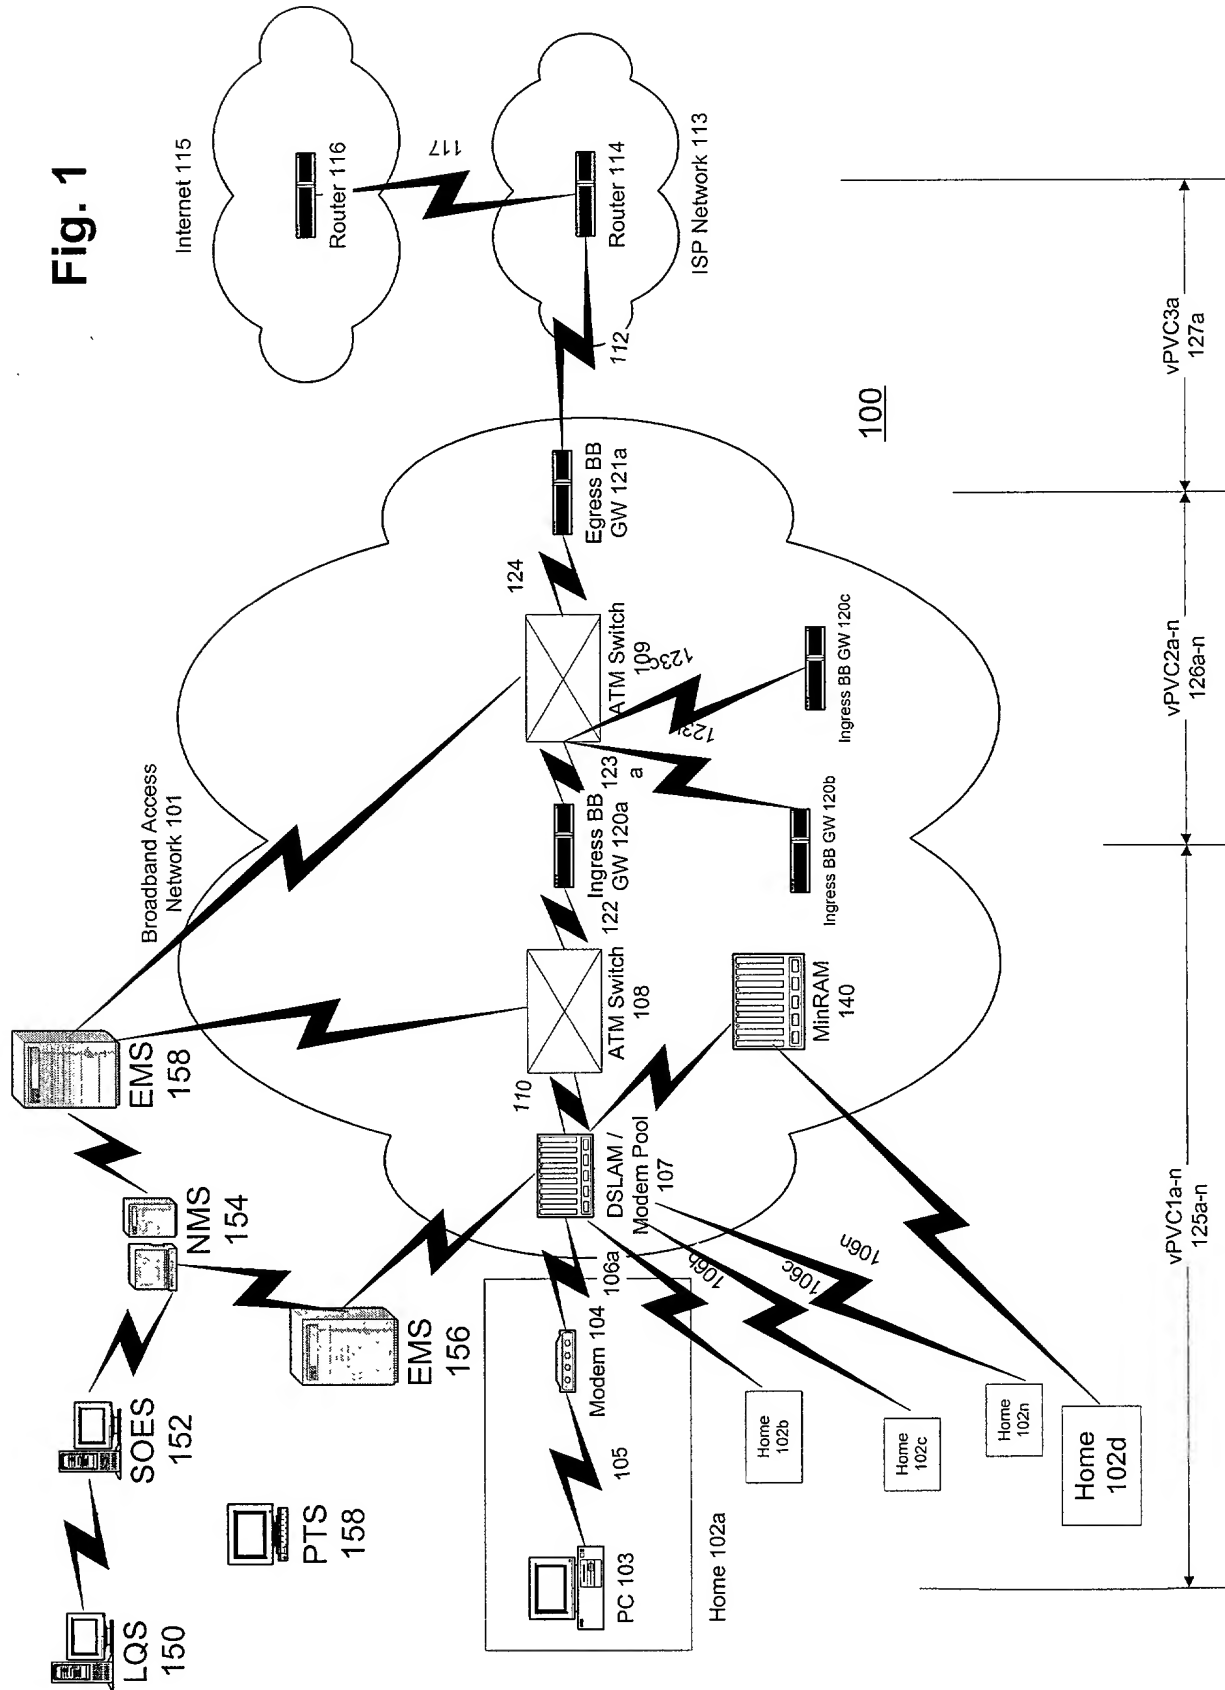 Fig. 1
Internet 115
Router 116
117
Router 114
ISP Network 113
112
Broadband Access
Network 101
Egress BB
GW 121a
124
ATM Switch
109
123c
123
a
Ingress BB
GW 120a
122
ATM Switch
108
110
DSLAM /
Modem Pool
107
Ingress BB GW 120c
Ingress BB GW 120b
MinRAM
140
100
EMS
158
NMS
154
EMS
156
SOES
152
LQS
150
PTS
158
PC 103
105
Modem 104
106a
Home 102a
106b
106c
106n
Home
102b
Home
102c
Home
102n
Home
102d
vPVC1a-n
125a-n
vPVC2a-n
126a-n
vPVC3a
127a